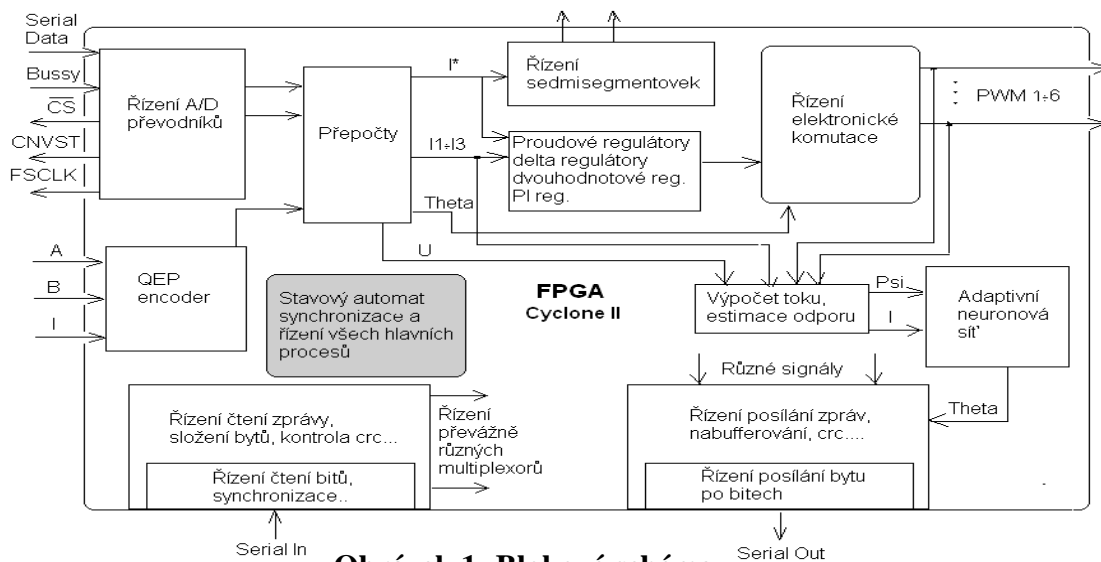 Serial
Data
Bussy
CS
CNVST
FSCLK
Řízení A/D
převodníků
Přepočty
I*
I1÷I3
Theta
U
Řízení
sedmisegmentovek
Proudové regulátory
delta regulátory
dvouhodnotové reg.
PI reg.
Řízení
elektronické
komutace
PWM 1÷6
A
B
I
QEP
encoder
Stavový automat
synchronizace a
řízení všech hlavních
procesů
FPGA
Cyclone II
Výpočet toku,
estimace odporu
Psi
I
Adaptivní
neuronová
síť
Různé signály
Theta
Řízení čtení zprávy,
složení bytů, kontrola crc...
Řízení čtení bitů,
synchronizace..
Řízení
převážně
různých
multiplexorů
Řízení posílání zpráv,
nabufferování, crc....
Řízení posílání bytu
po bitech
Serial In
Serial Out